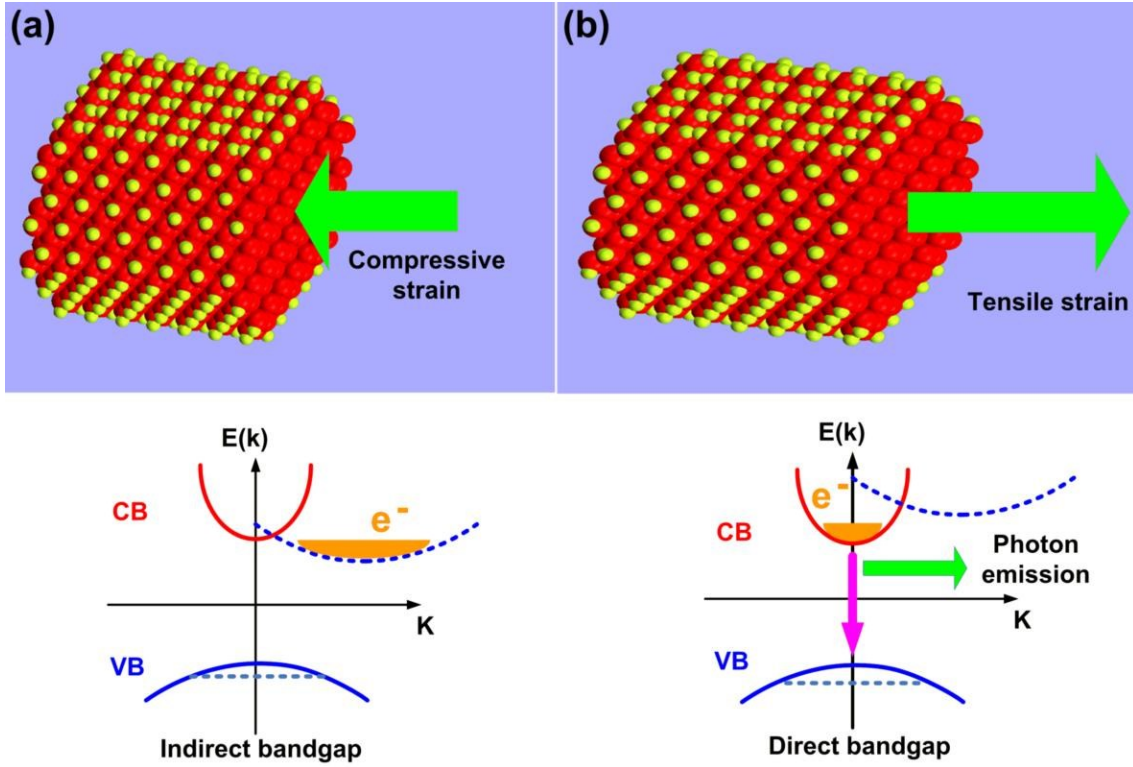 (a)
Compressive
strain
(b)
Tensile strain
E(k)
CB
e-
K
VB
Indirect bandgap
E(k)
e-
CB
Photon
emission
K
VB
Direct bandgap